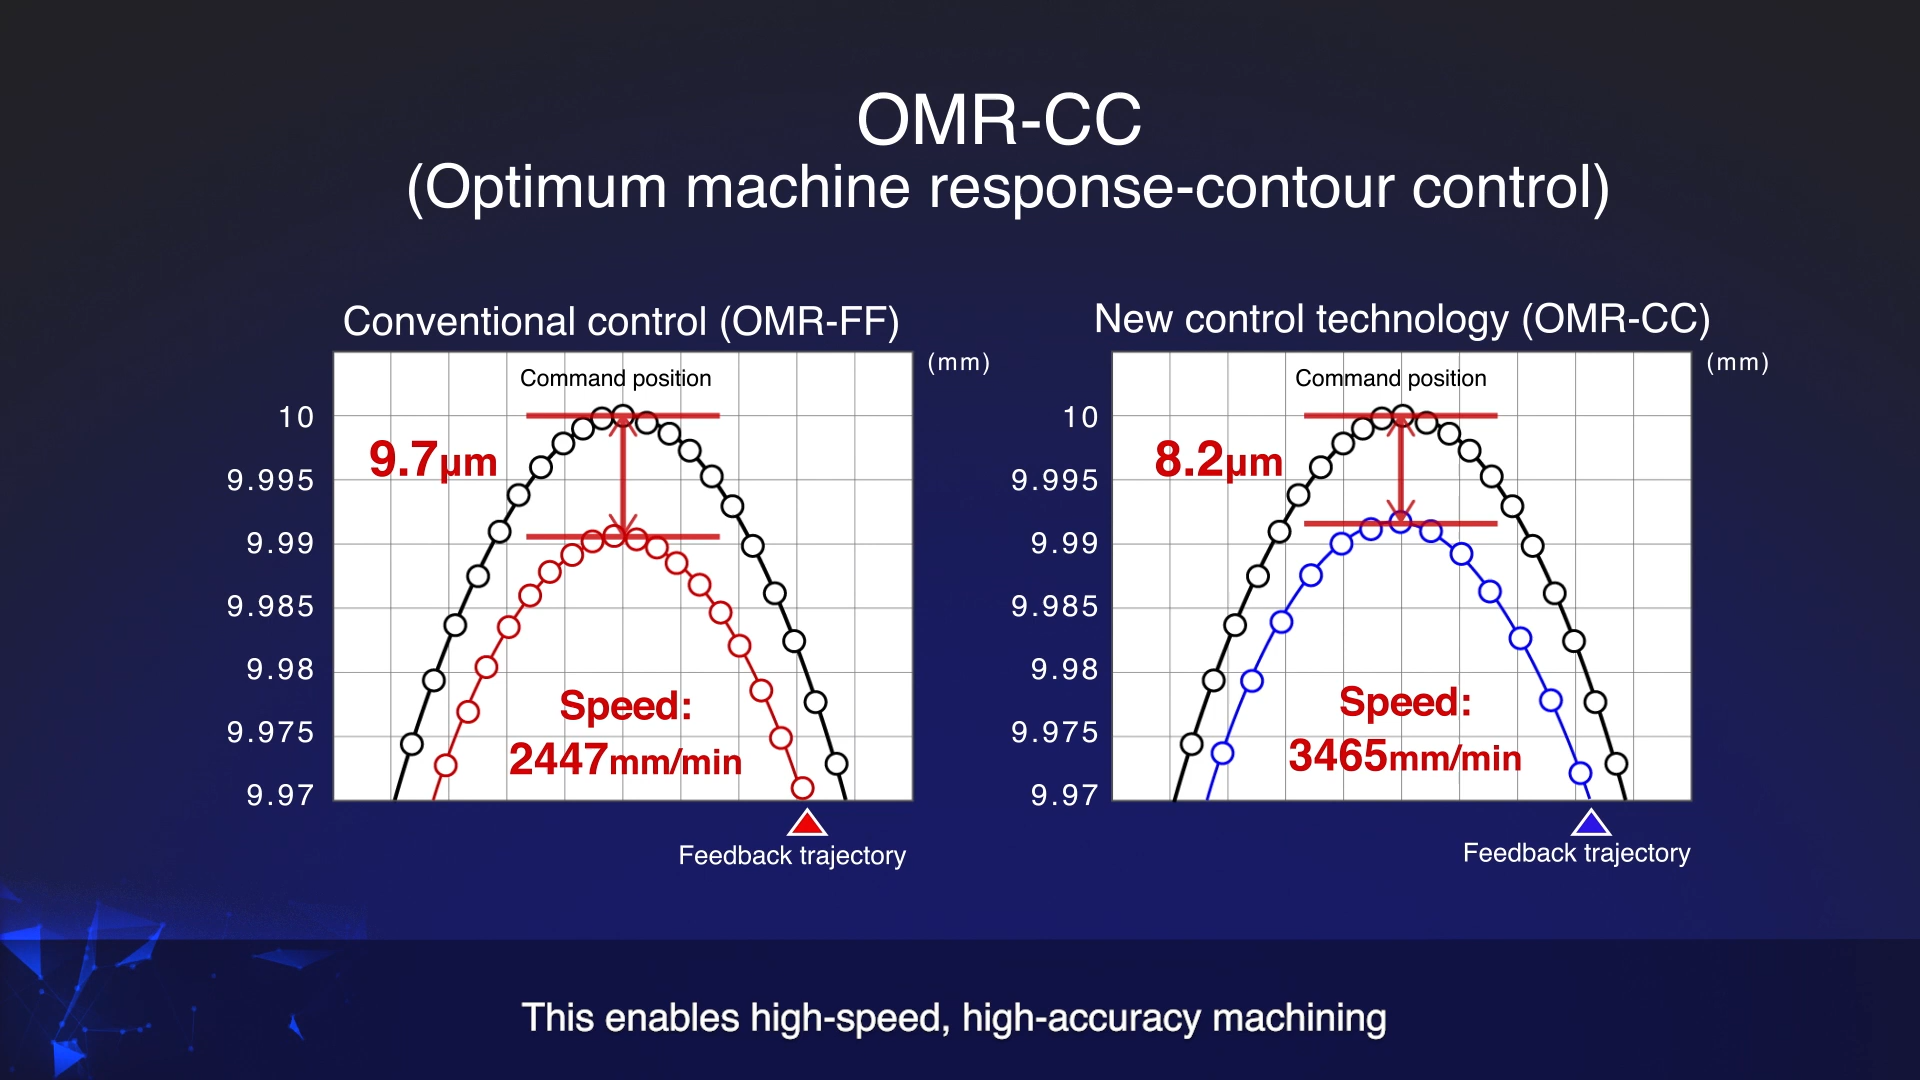 OMR-CC
(Optimum machine response-contour control)
Conventional control (OMR-FF)
(mm)
Command position
10
9.7µm
9.995
9.99
9.985
9.98
Speed:
9.975
2447mm/min
9.97
Feedback trajectory
New control technology (OMR-CC)
(mm)
Command position
10
8.2µm
9.995
9.99
9.985
9.98
Speed:
9.975
3465mm/min
9.97
Feedback trajectory
This enables high-speed, high-accuracy machining